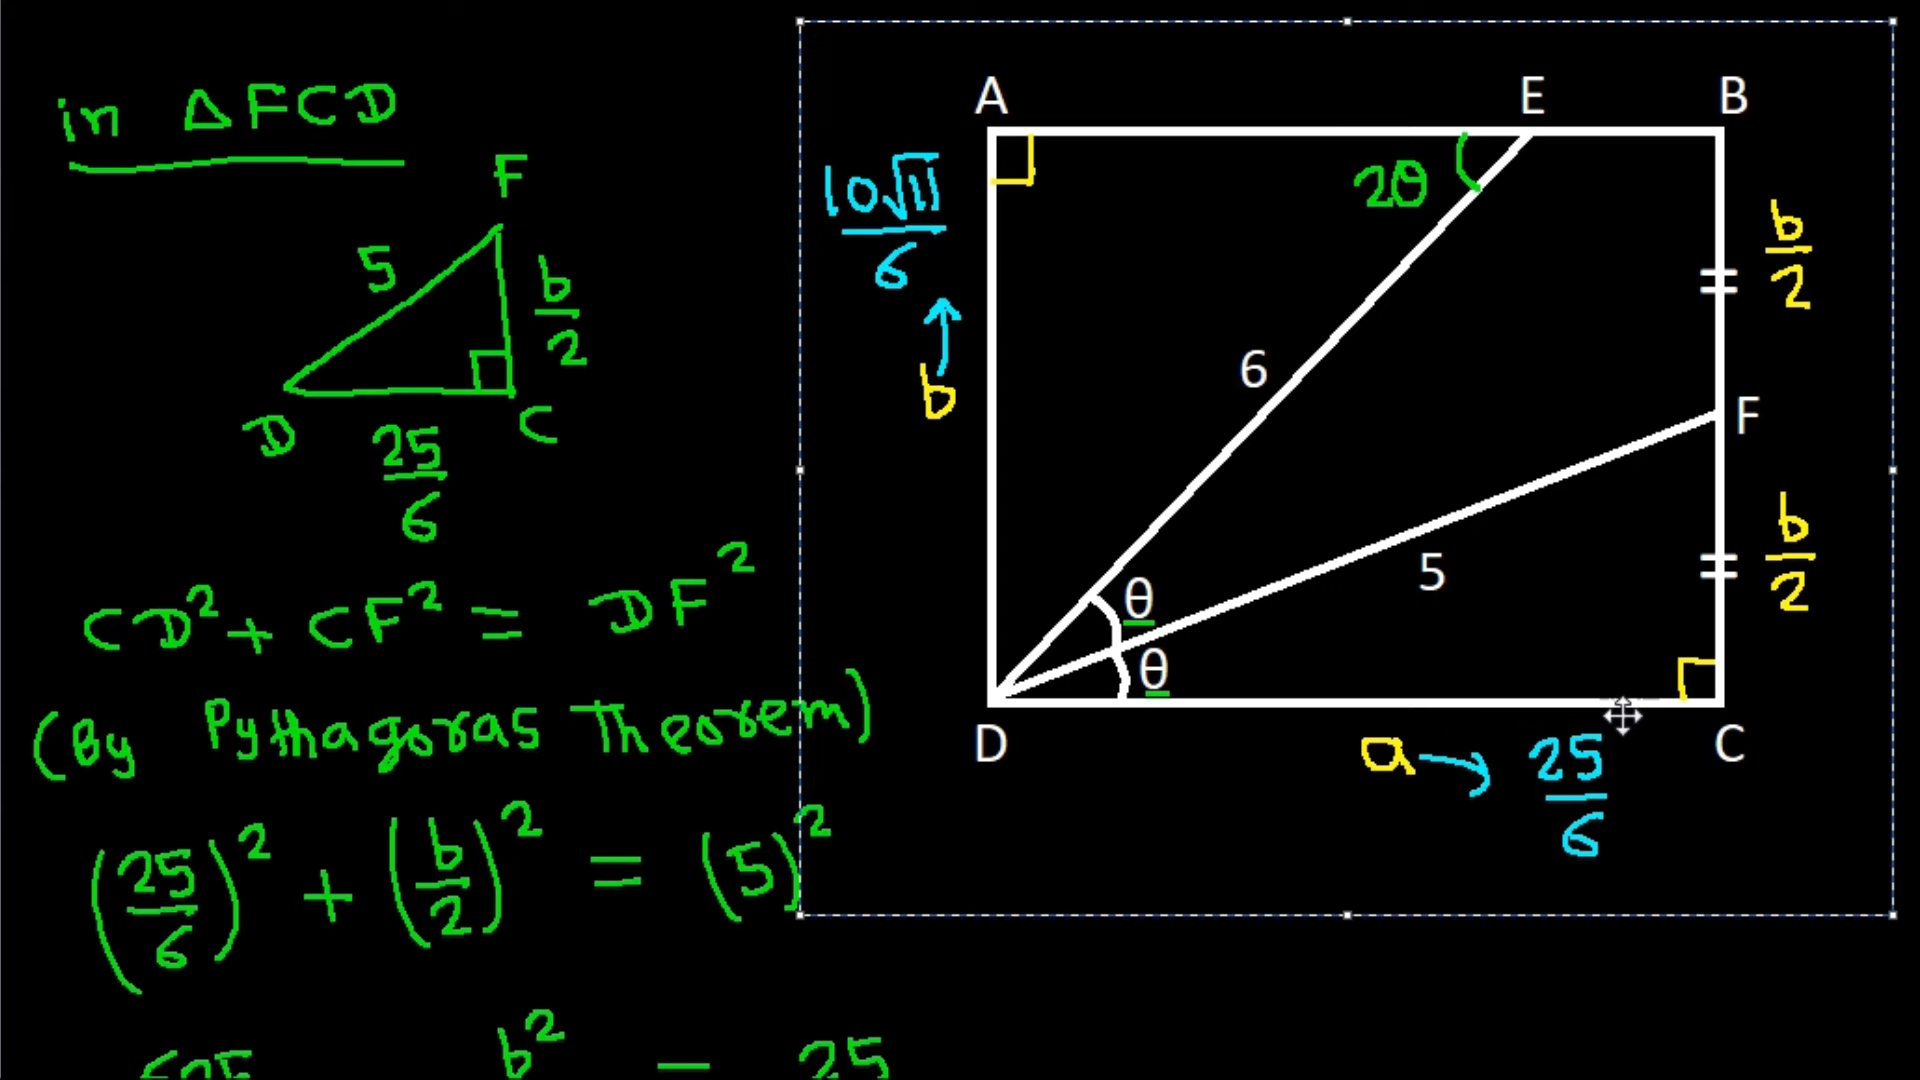 in ΔFCD
F
5
b/2
D
C
25/6
CD² + CF² = DF²
(By Pythagoras Theorem)
(25/6)² + (b/2)² = (5)²
b² = 25
A
E
B
10√11/6
2θ
b/2
b
6
F
θ
5
b/2
θ
D
a → 25/6
C